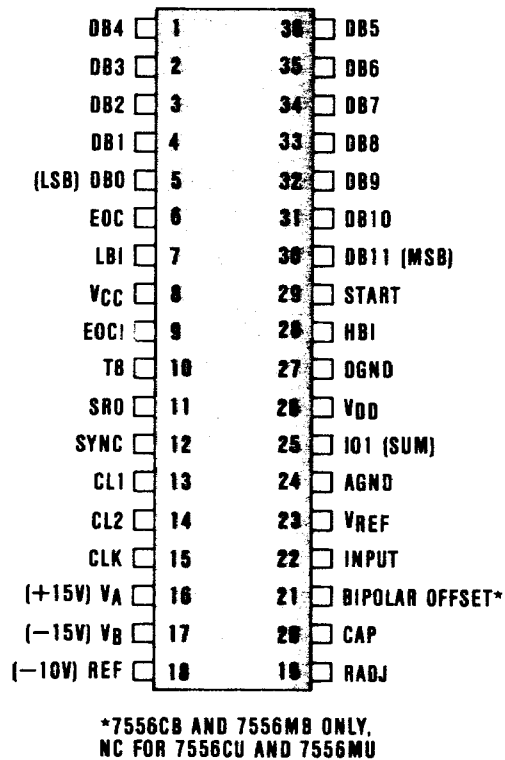 DB4 1 36 DB5
DB3 2 35 DB6
DB2 3 34 DB7
DB1 4 33 DB8
(LSB) DB0 5 32 DB9
EOC 6 31 DB10
LBI 7 30 DB11 (MSB)
VCC 8 29 START
EOCI 9 28 HBI
T8 10 27 DGND
SRO 11 26 VDD
SYNC 12 25 IO1 (SUM)
CL1 13 24 AGND
CL2 14 23 VREF
CLK 15 22 INPUT
(+15V) VA 16 21 BIPOLAR OFFSET*
(−15V) VB 17 20 CAP
(−10V) REF 18 19 RADJ
*7556CB AND 7556MB ONLY,
NC FOR 7556CU AND 7556MU